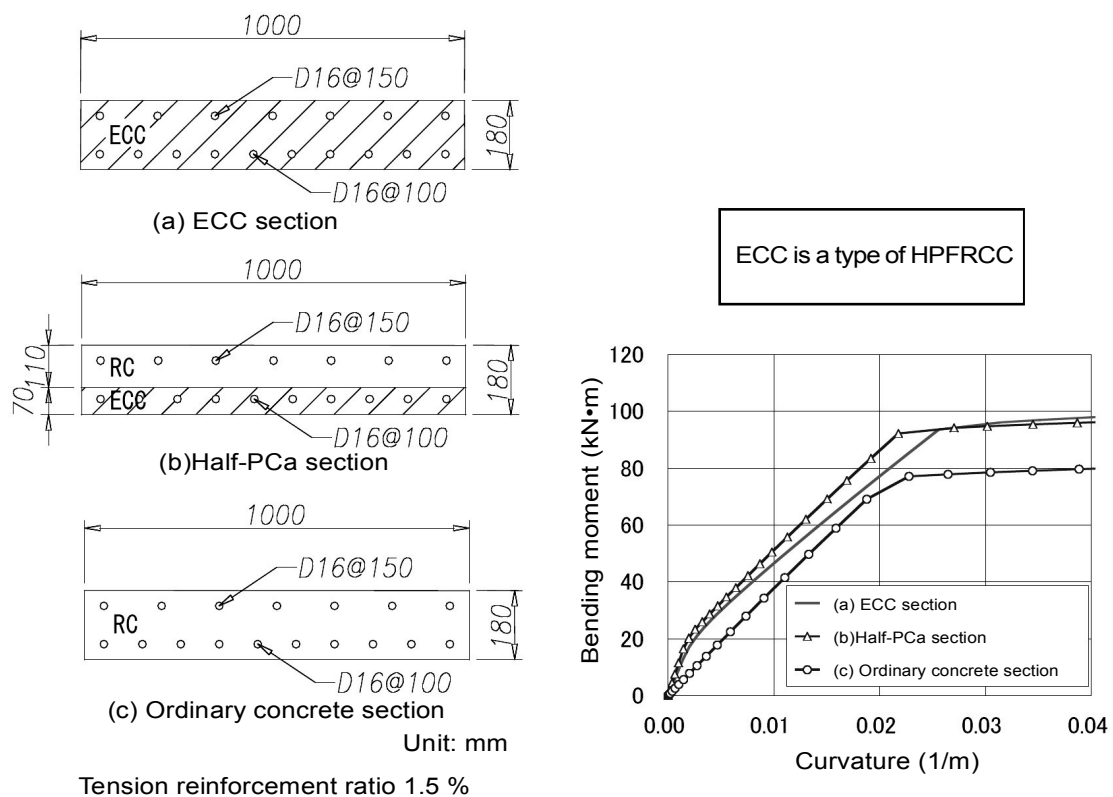 1000
D16@150
ECC
180
D16@100
(a) ECC section
1000
D16@150
110
RC
180
70
ECC
D16@100
(b)Half-PCa section
1000
D16@150
RC
180
D16@100
(c) Ordinary concrete section
Unit: mm
Tension reinforcement ratio 1.5 %
ECC is a type of HPFRCC
Bending moment (kN•m)
120
100
80
60
40
20
0
(a) ECC section
(b)Half-PCa section
(c) Ordinary concrete section
0.00 0.01 0.02 0.03 0.04
Curvature (1/m)